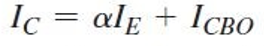 I_C = αI_E + I_CBO